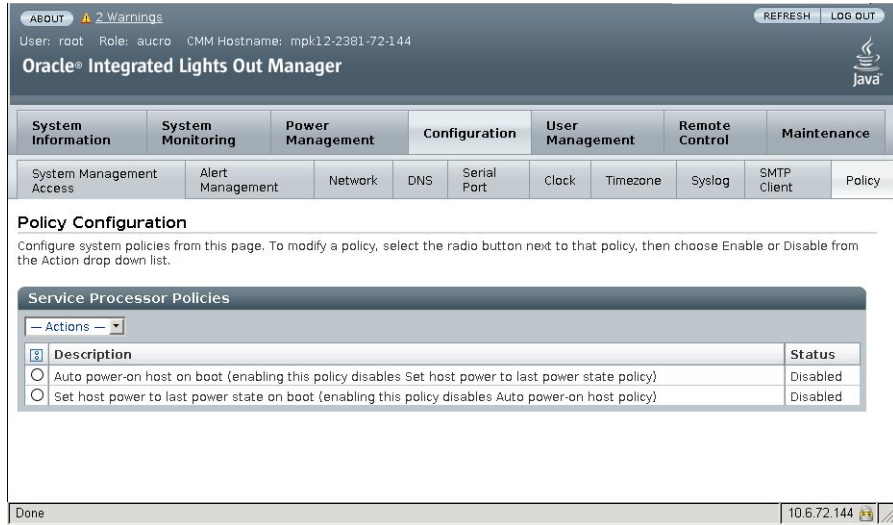 ABOUT 2 Warnings REFRESH LOG OUT
User: root Role: aucro CMM Hostname: mpk12-2381-72-144
Oracle® Integrated Lights Out Manager
Java™
System Information System Monitoring Power Management Configuration User Management Remote Control Maintenance
System Management Access Alert Management Network DNS Serial Port Clock Timezone Syslog SMTP Client Policy
Policy Configuration
Configure system policies from this page. To modify a policy, select the radio button next to that policy, then choose Enable or Disable from
the Action drop down list.
Service Processor Policies
— Actions —
Description Status
Auto power-on host on boot (enabling this policy disables Set host power to last power state policy) Disabled
Set host power to last power state on boot (enabling this policy disables Auto power-on host policy) Disabled
Done 10.6.72.144